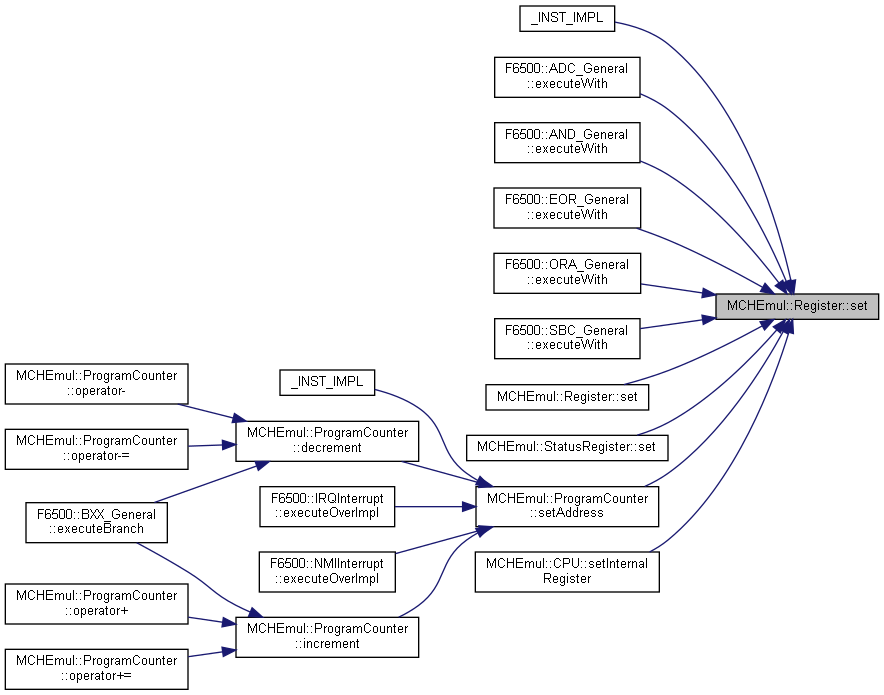 _INST_IMPL
F6500::ADC_General
::executeWith
F6500::AND_General
::executeWith
F6500::EOR_General
::executeWith
F6500::ORA_General
::executeWith
MCHEmul::Register::set
F6500::SBC_General
::executeWith
MCHEmul::Register::set
MCHEmul::StatusRegister::set
MCHEmul::ProgramCounter
::setAddress
MCHEmul::CPU::setInternal
Register
_INST_IMPL
MCHEmul::ProgramCounter
::decrement
F6500::IRQInterrupt
::executeOverImpl
F6500::NMIInterrupt
::executeOverImpl
MCHEmul::ProgramCounter
::increment
MCHEmul::ProgramCounter
::operator-
MCHEmul::ProgramCounter
::operator-=
F6500::BXX_General
::executeBranch
MCHEmul::ProgramCounter
::operator+
MCHEmul::ProgramCounter
::operator+=